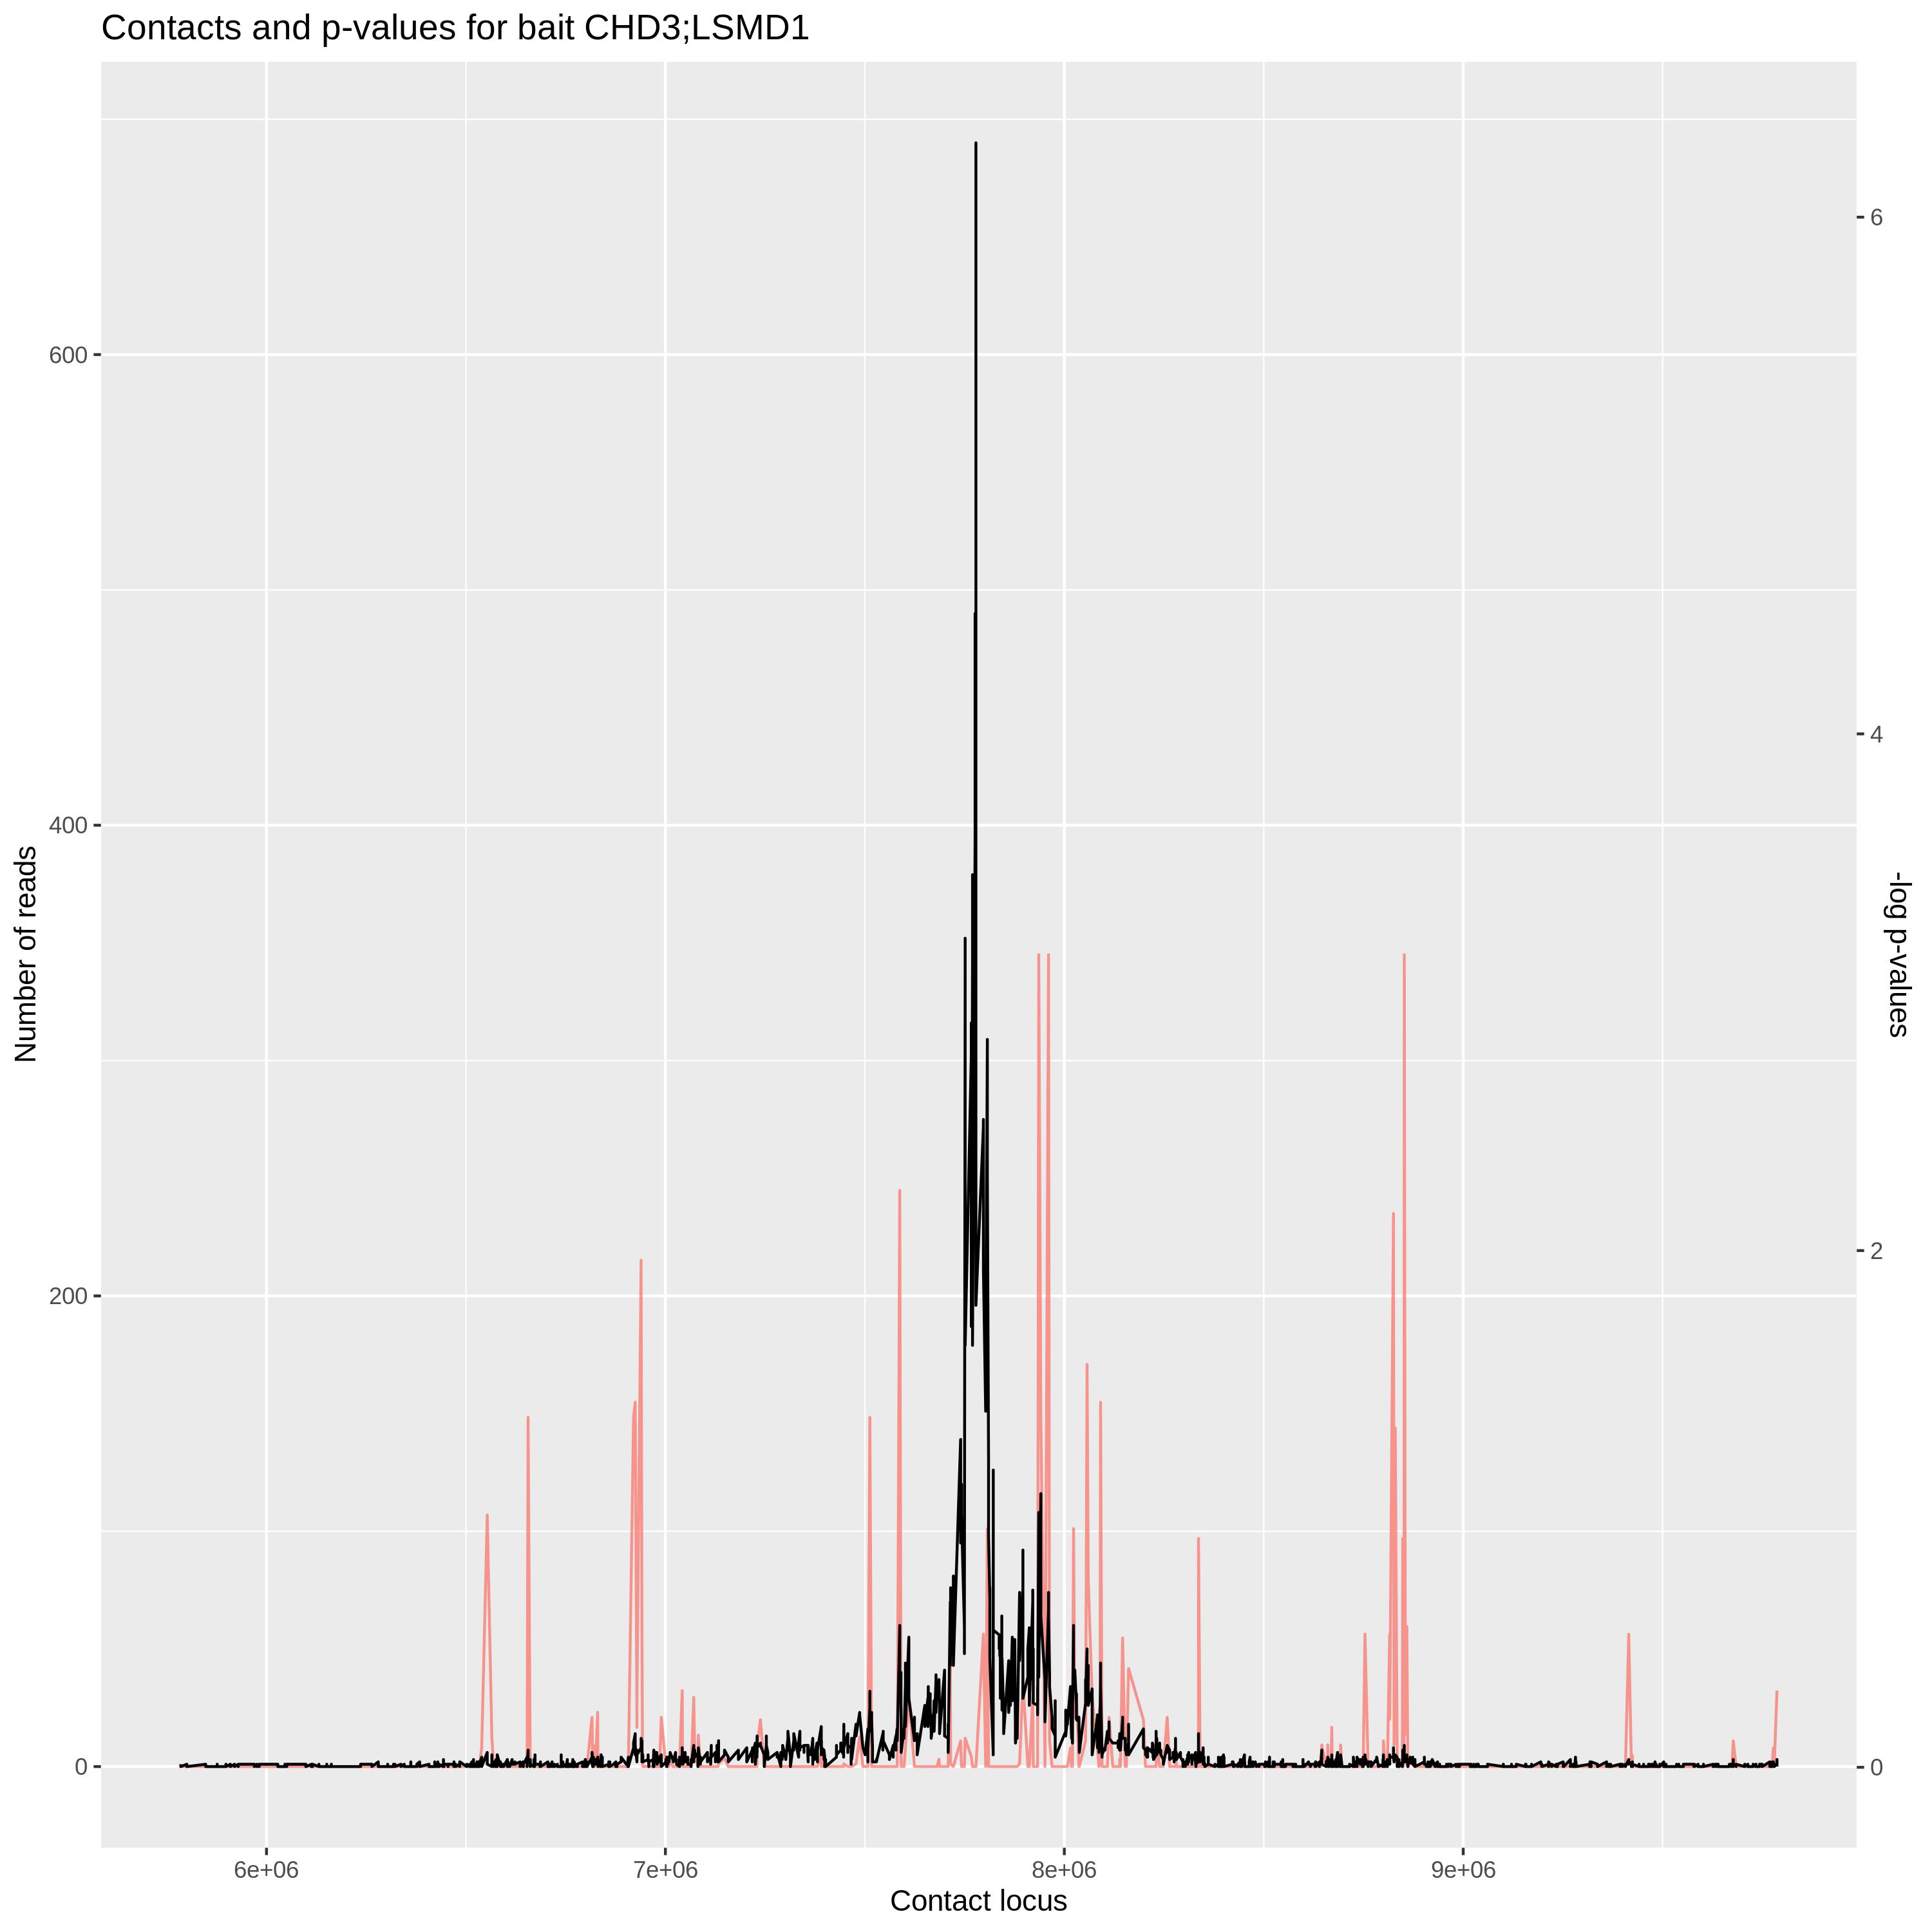 Contacts and p-values for bait CHD3;LSMD1
Number of reads
600
400
200
0
6
4
2
0
-log p-values
6e+06
7e+06
8e+06
9e+06
Contact locus